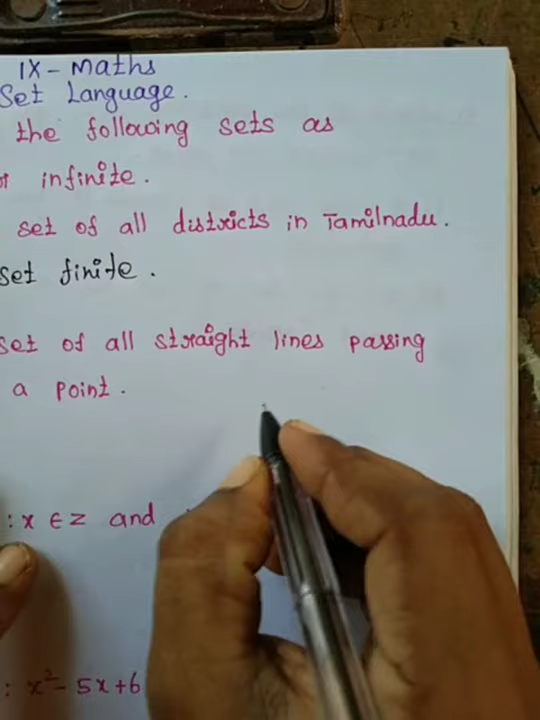 IX - Maths
Set Language.
the following sets as
infinite.
set of all districts in Tamilnadu.
set finite.
set of all straight lines passing
a point.
: x ∈ z and
: x² - 5x + 6